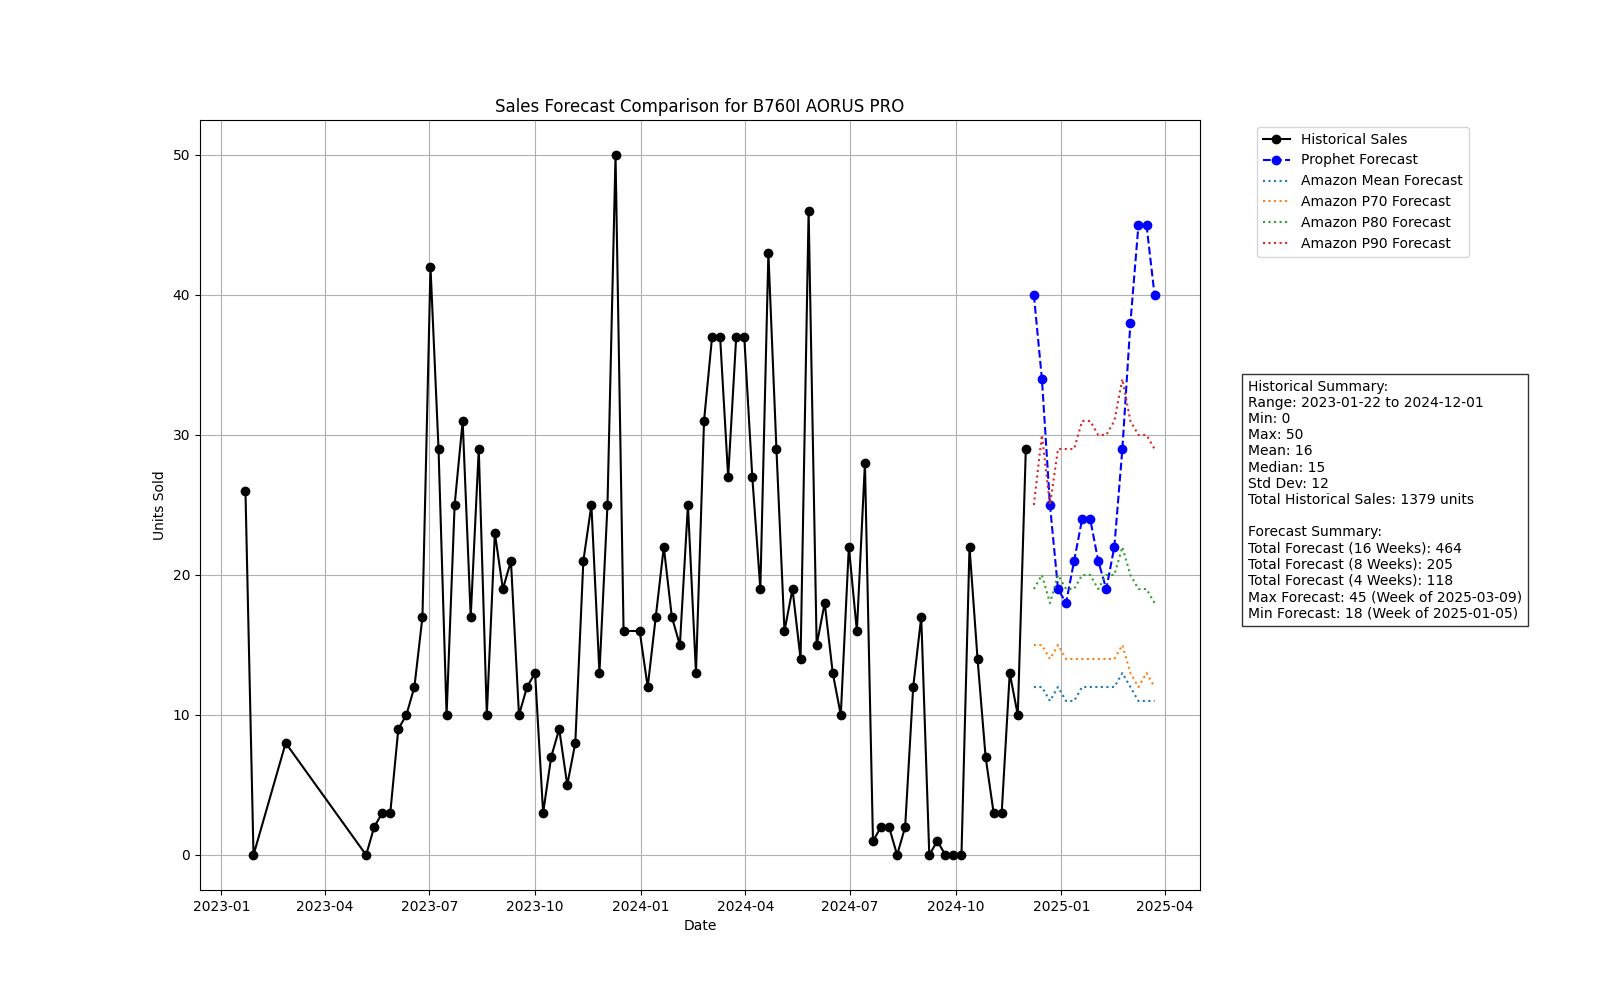 Sales Forecast Comparison for B760I AORUS PRO
Historical Sales
Prophet Forecast
Amazon Mean Forecast
Amazon P70 Forecast
Amazon P80 Forecast
Amazon P90 Forecast
50
40
30
20
10
0
Units Sold
2023-01
2023-04
2023-07
2023-10
2024-01
2024-04
2024-07
2024-10
2025-01
2025-04
Date
Historical Summary:
Range: 2023-01-22 to 2024-12-01
Min: 0
Max: 50
Mean: 16
Median: 15
Std Dev: 12
Total Historical Sales: 1379 units
Forecast Summary:
Total Forecast (16 Weeks): 464
Total Forecast (8 Weeks): 205
Total Forecast (4 Weeks): 118
Max Forecast: 45 (Week of 2025-03-09)
Min Forecast: 18 (Week of 2025-01-05)